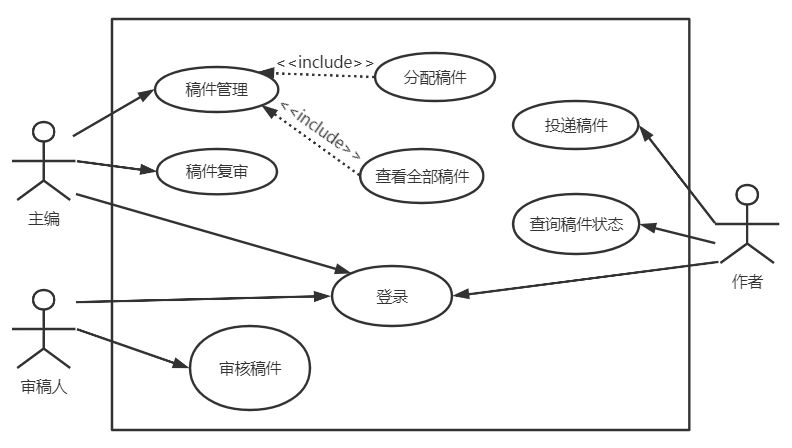 <<include>>
分配稿件
稿件管理
<<include>>
投递稿件
稿件复审
查看全部稿件
主编
查询稿件状态
作者
登录
审稿人
审核稿件